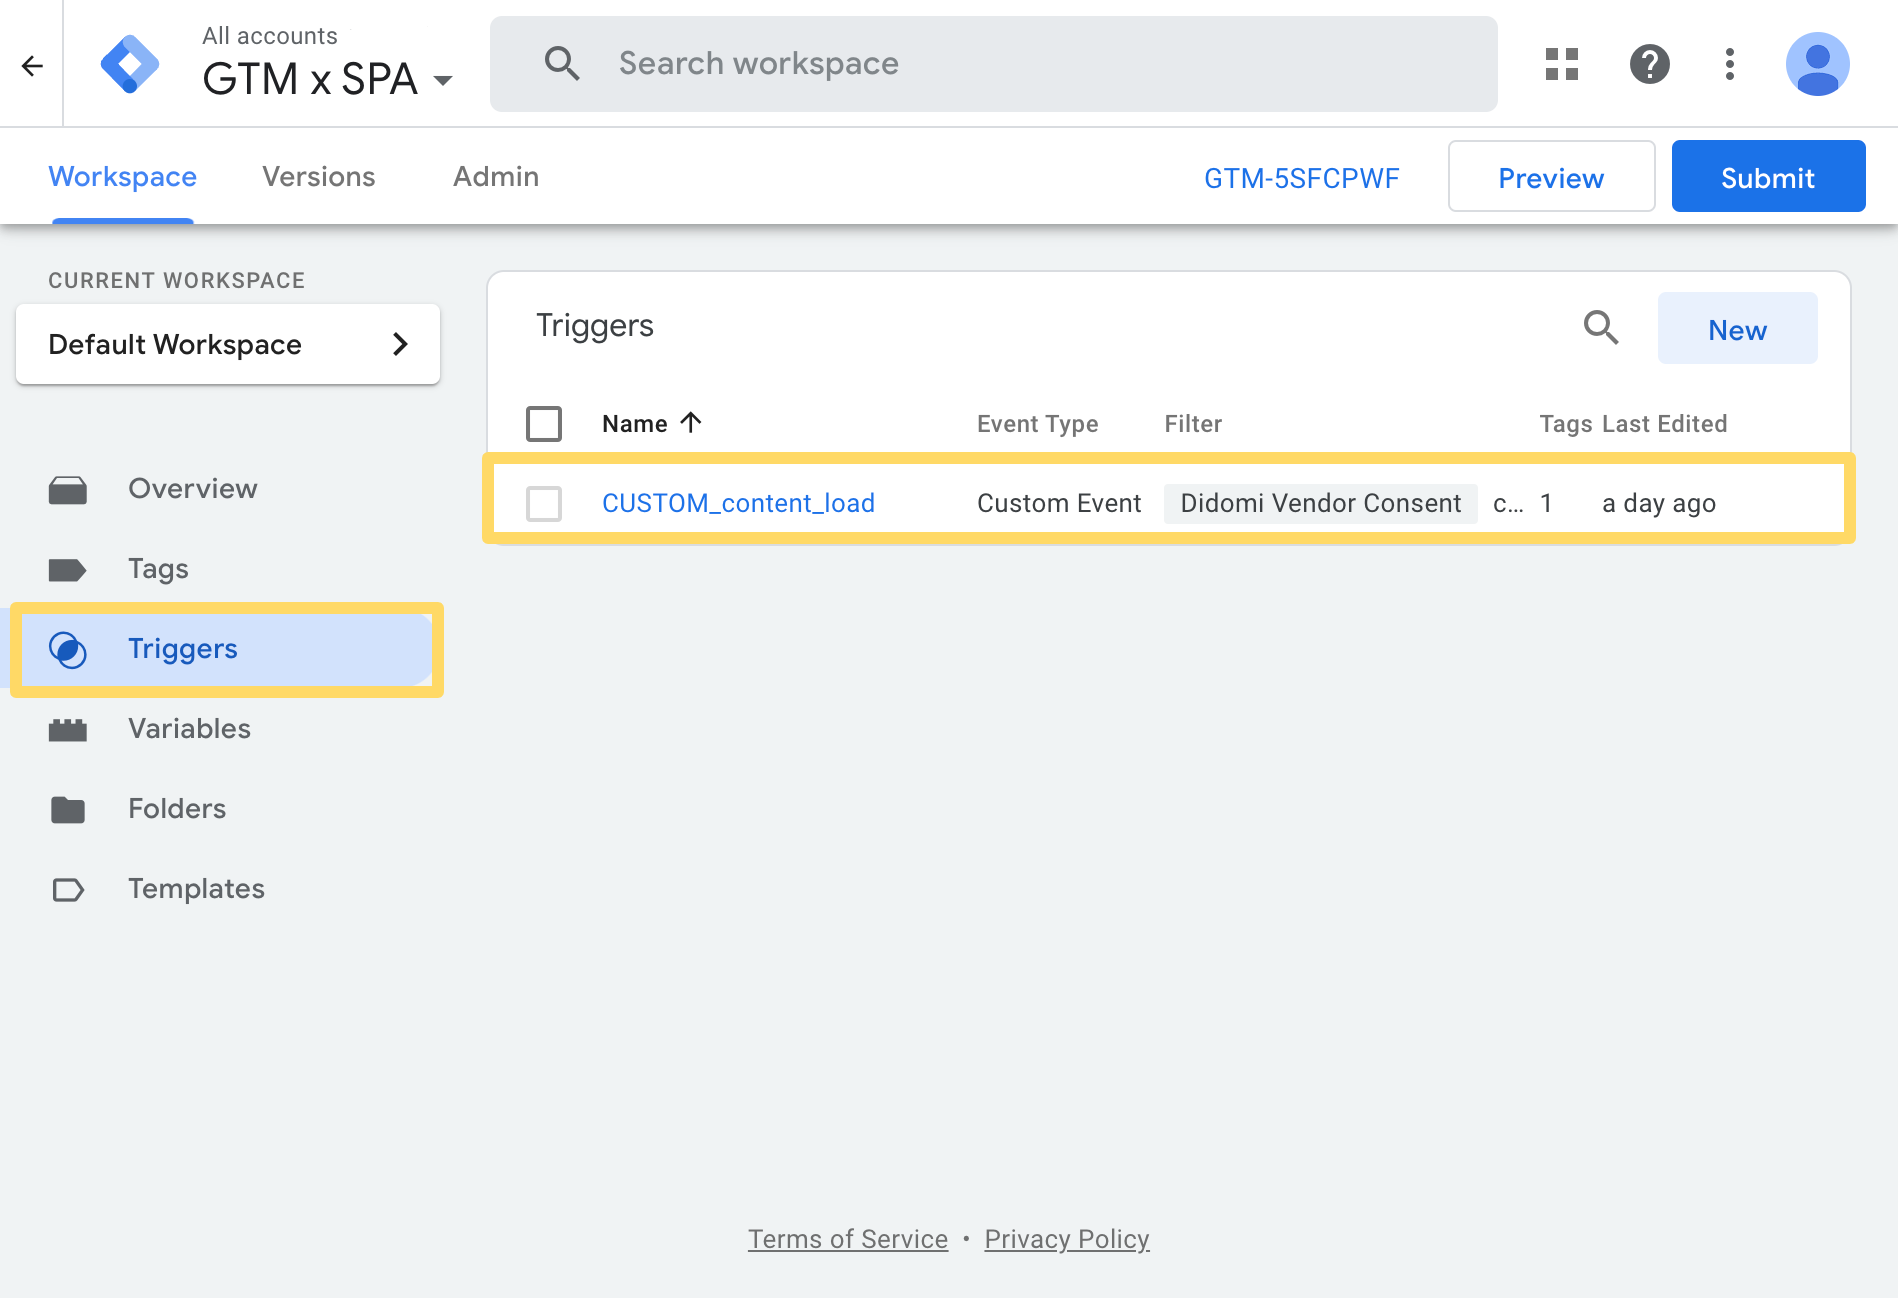 All accounts
GTM x SPA
Search workspace
Workspace Versions Admin GTM-5SFCPWF Preview Submit
CURRENT WORKSPACE
Default Workspace
Overview
Tags
Triggers
Variables
Folders
Templates
Triggers New
Name Event Type Filter Tags Last Edited
CUSTOM_content_load Custom Event Didomi Vendor Consent c... 1 a day ago
Terms of Service • Privacy Policy